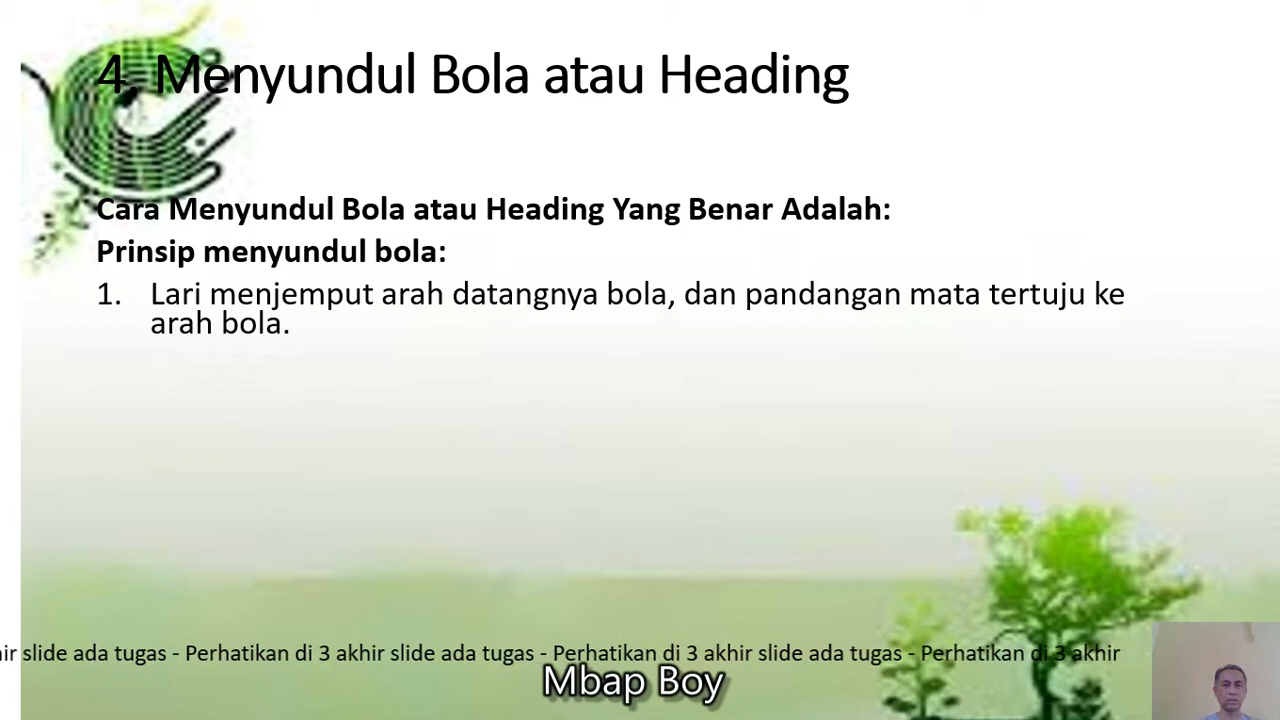 4. Menyundul Bola atau Heading
Cara Menyundul Bola atau Heading Yang Benar Adalah:
Prinsip menyundul bola:
1. Lari menjemput arah datangnya bola, dan pandangan mata tertuju ke
arah bola.
slide ada tugas - Perhatikan di 3 akhir slide ada tugas - Perhatikan di 3 akhir slide ada tugas - Perhatikan di 3 akhir
Mbap Boy